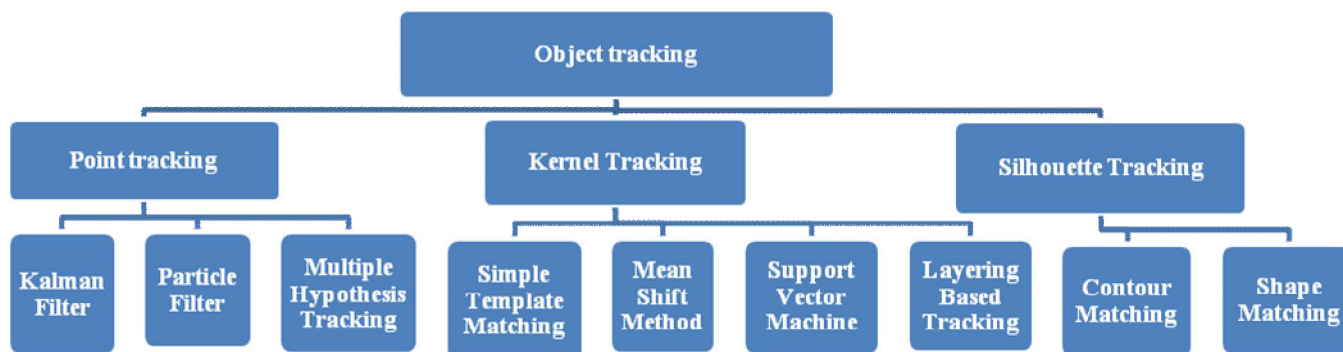 Object tracking
Point tracking
Kernel Tracking
Silhouette Tracking
Kalman
Filter
Particle
Filter
Multiple
Hypothesis
Tracking
Simple
Template
Matching
Mean
Shift
Method
Support
Vector
Machine
Layering
Based
Tracking
Contour
Matching
Shape
Matching